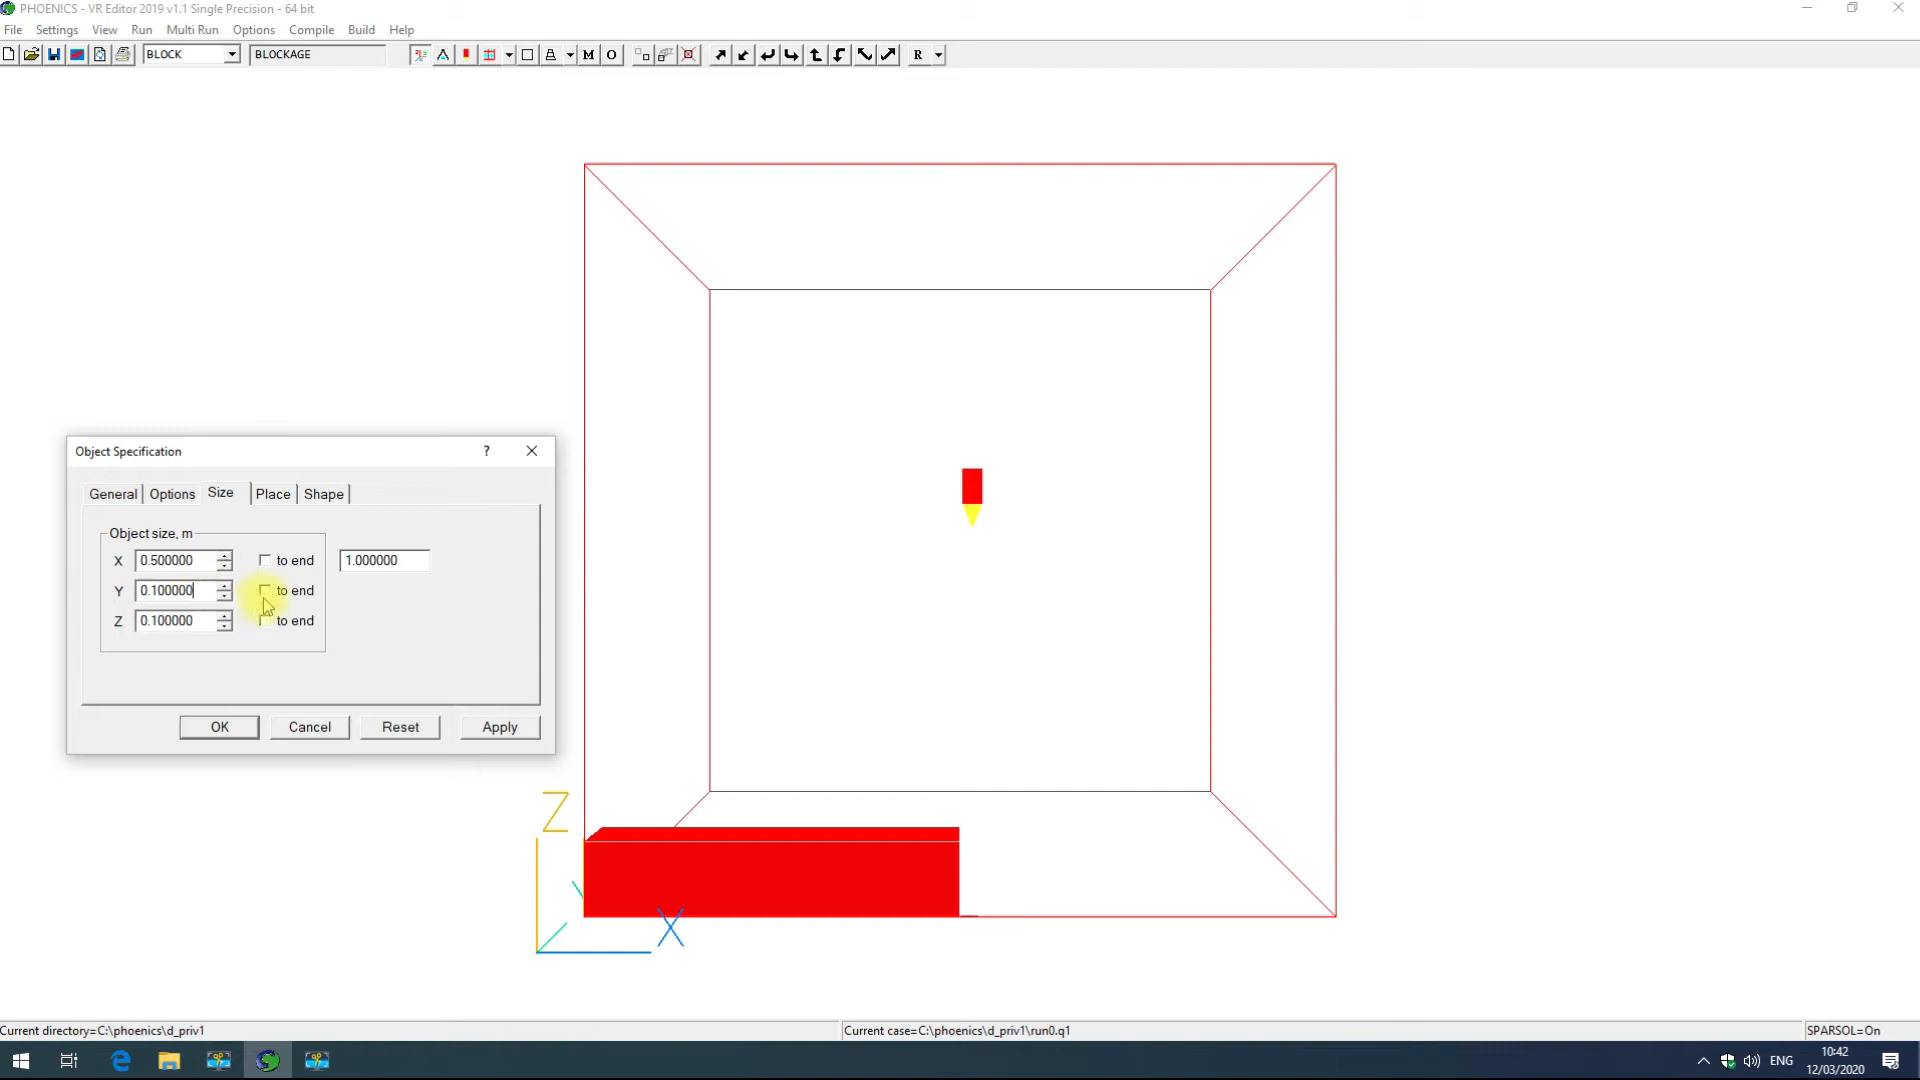 PHOENICS - VR Editor 2019 v1.1 Single Precision - 64 bit
File Settings View Run Multi Run Options Compile Build Help
BLOCK BLOCKAGE M O R
Object Specification ?
General Options Size Place Shape
Object size, m
X 0.500000 to end 1.000000
Y 0.100000 to end
Z 0.100000 to end
OK Cancel Reset Apply
Z
Y
X
Current directory=C:\phoenics\d_priv1 Current case=C:\phoenics\d_priv1\run0.q1 SPARSOL=On
ENG 10:42
12/03/2020